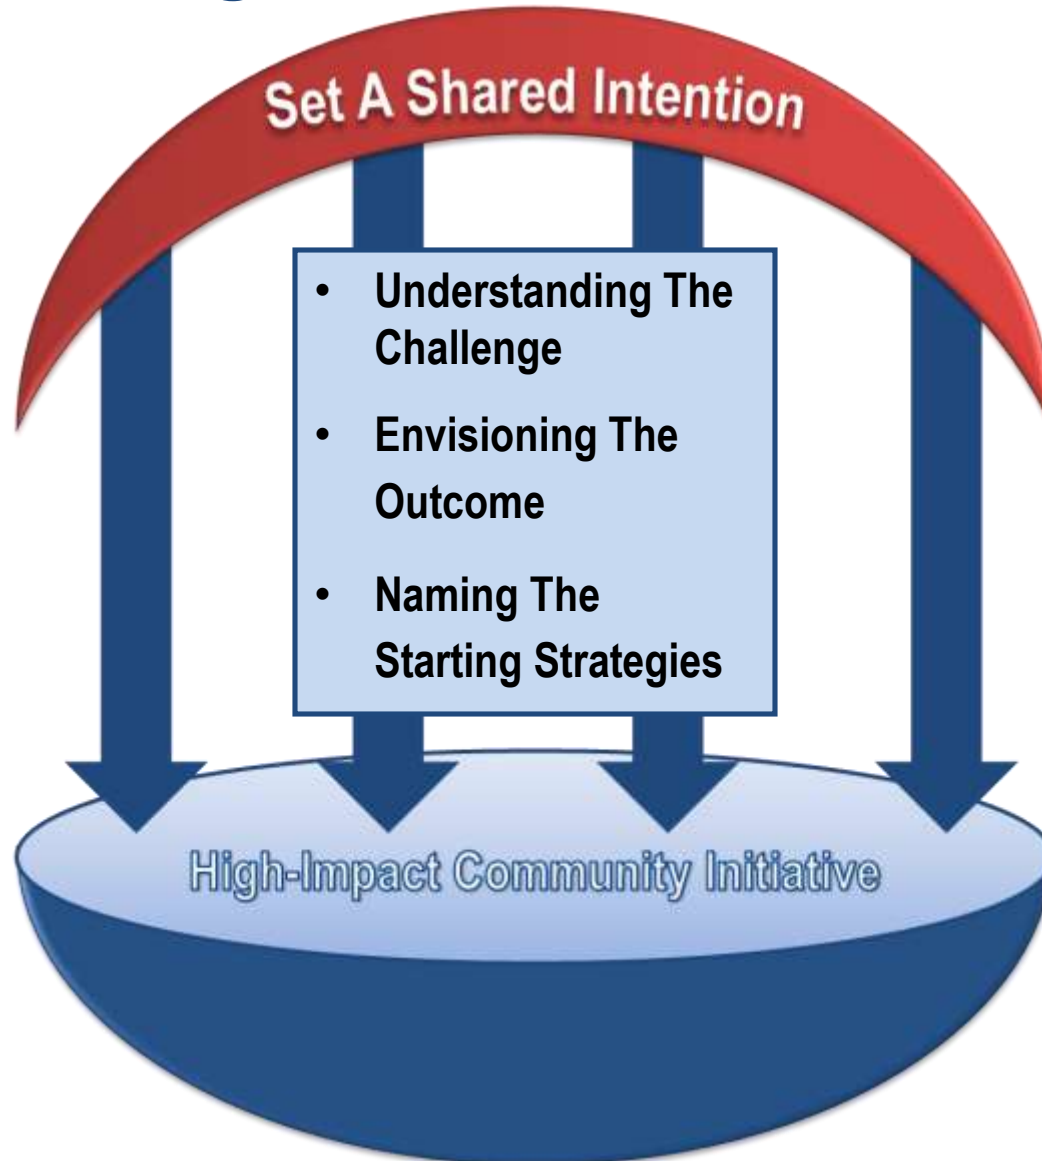 Set A Shared Intention
• Understanding The
Challenge
• Envisioning The
Outcome
• Naming The
Starting Strategies
High-Impact Community Initiative